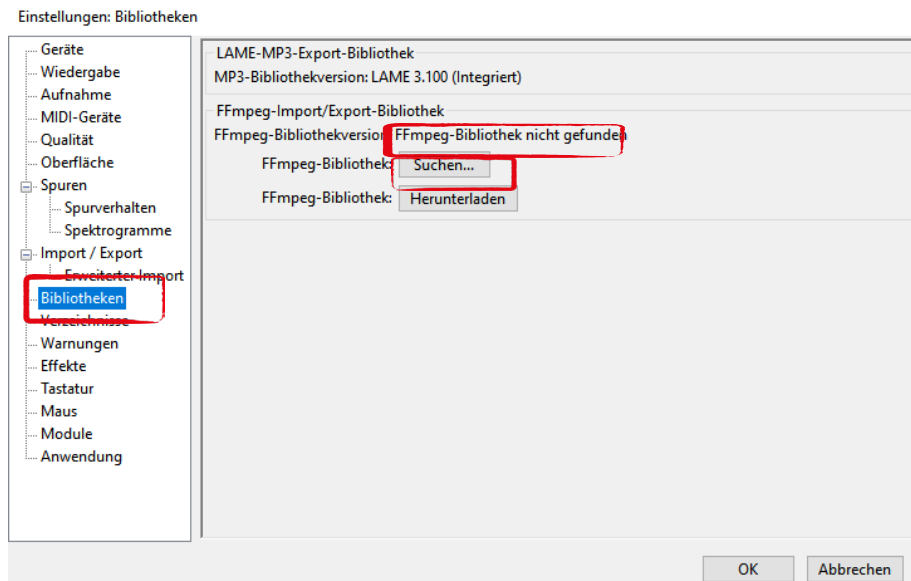 Einstellungen: Bibliotheken
Geräte
Wiedergabe
Aufnahme
MIDI-Geräte
Qualität
Oberfläche
Spuren
Spurverhalten
Spektrogramme
Import / Export
Erweiterter Import
Bibliotheken
Verzeichnisse
Warnungen
Effekte
Tastatur
Maus
Module
Anwendung
LAME-MP3-Export-Bibliothek
MP3-Bibliothekversion: LAME 3.100 (Integriert)
FFmpeg-Import/Export-Bibliothek
FFmpeg-Bibliothekversion: FFmpeg-Bibliothek nicht gefunden
FFmpeg-Bibliothek: Suchen...
FFmpeg-Bibliothek: Herunterladen
OK Abbrechen